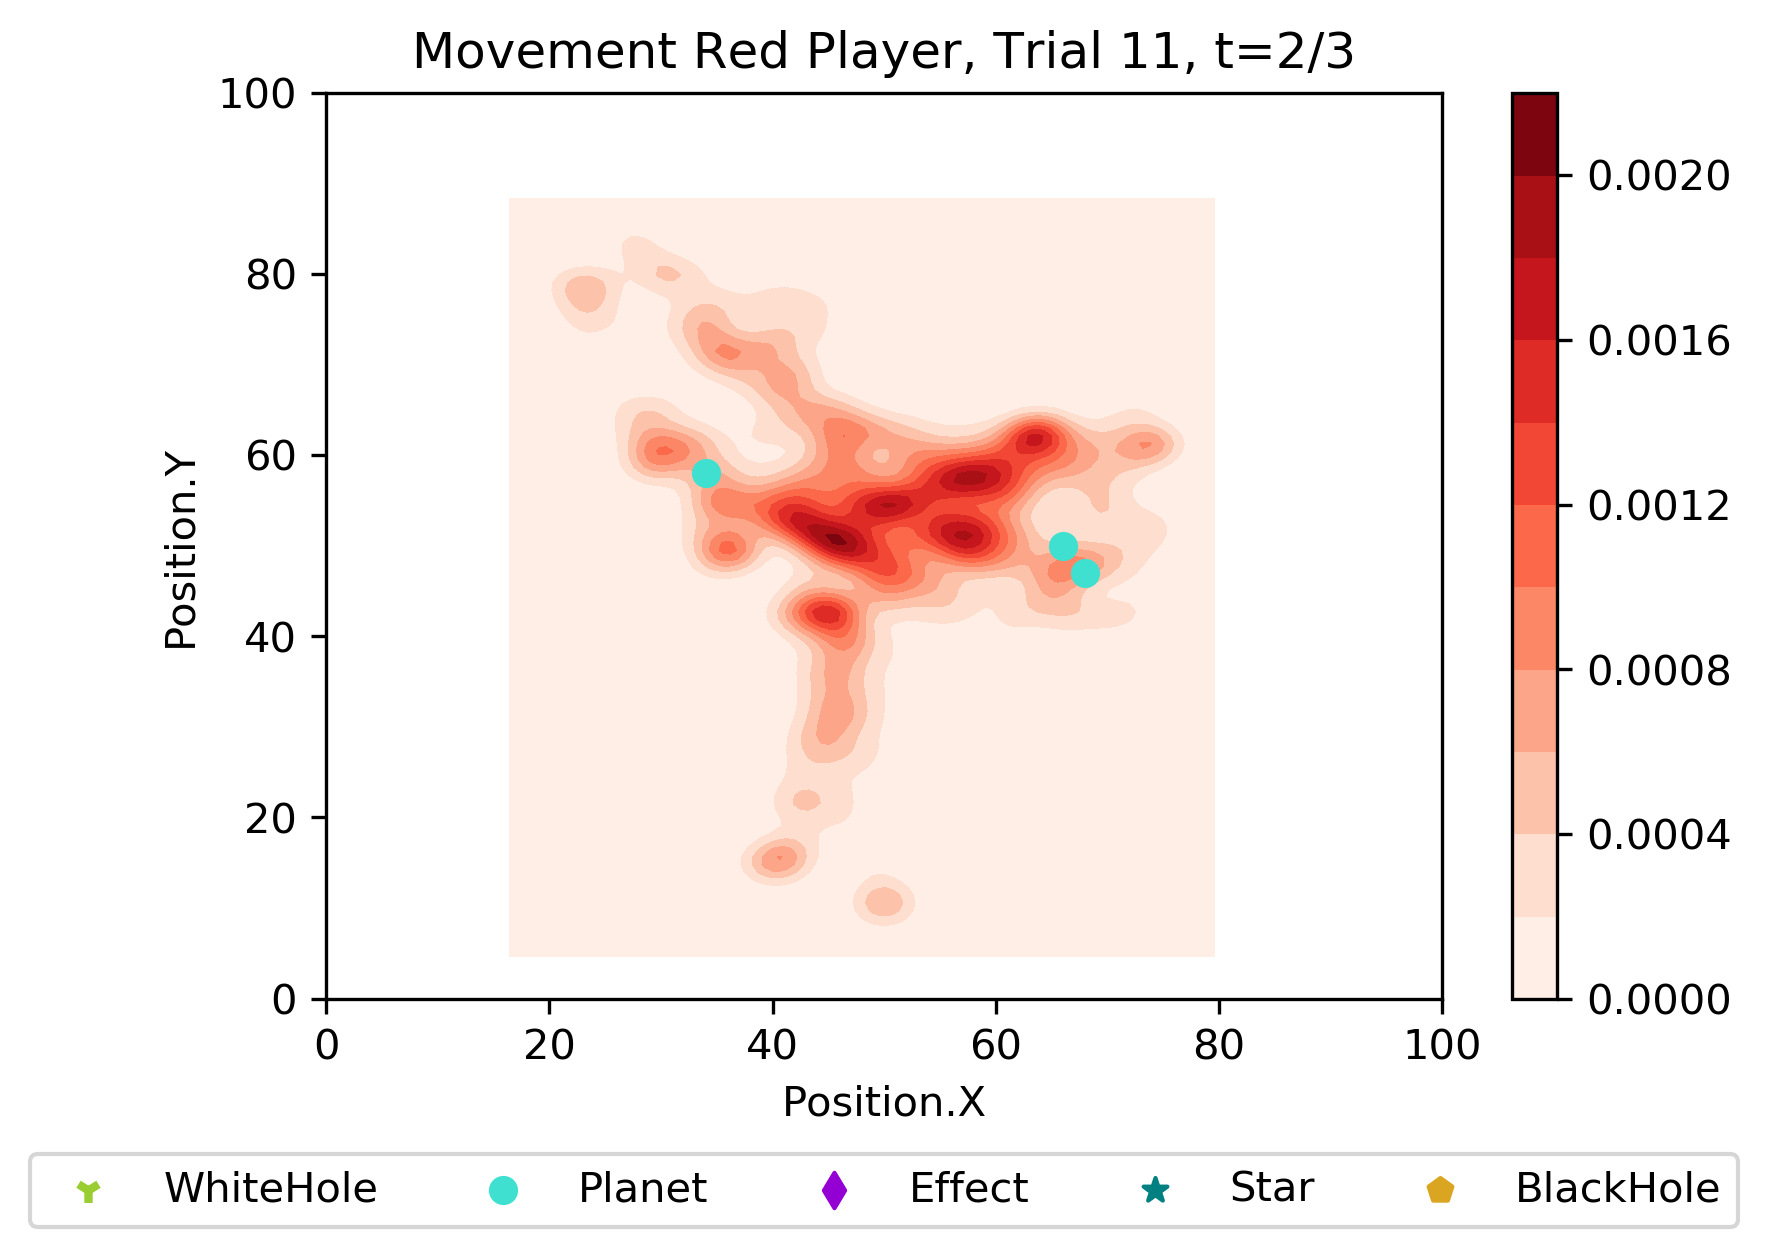 Movement Red Player, Trial 11, t=2/3
100
80
60
40
20
0
Position.Y
0 20 40 60 80 100
Position.X
0.0020
0.0016
0.0012
0.0008
0.0004
0.0000
WhiteHole Planet Effect Star BlackHole